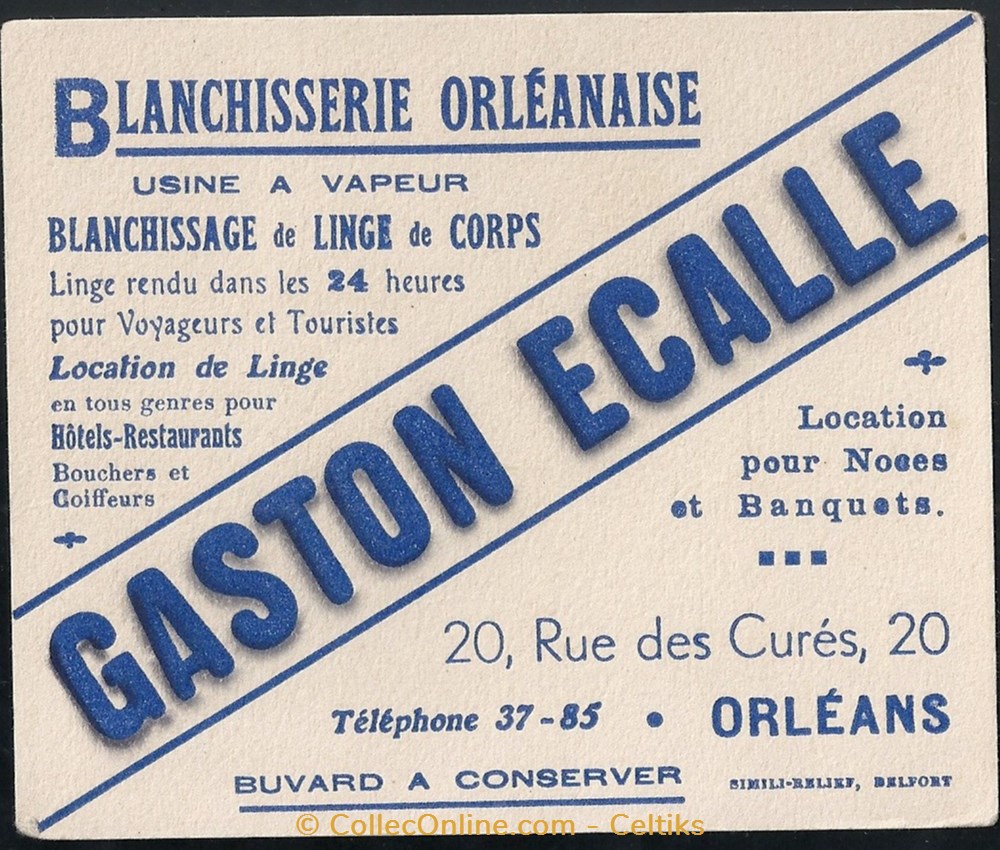 BLANCHISSERIE ORLÉANAISE
USINE A VAPEUR
BLANCHISSAGE de LINGE de CORPS
Linge rendu dans les 24 heures
pour Voyageurs et Touristes
Location de Linge
en tous genres pour
Hôtels-Restaurants
Bouchers et
Coiffeurs
GASTON ECALLE
Location
pour Noces
et Banquets.
20, Rue des Curés, 20
Téléphone 37-85 • ORLÉANS
BUVARD A CONSERVER
SIMILI-RELIEF, BELFORT
© CollecOnline.com - Celtiks